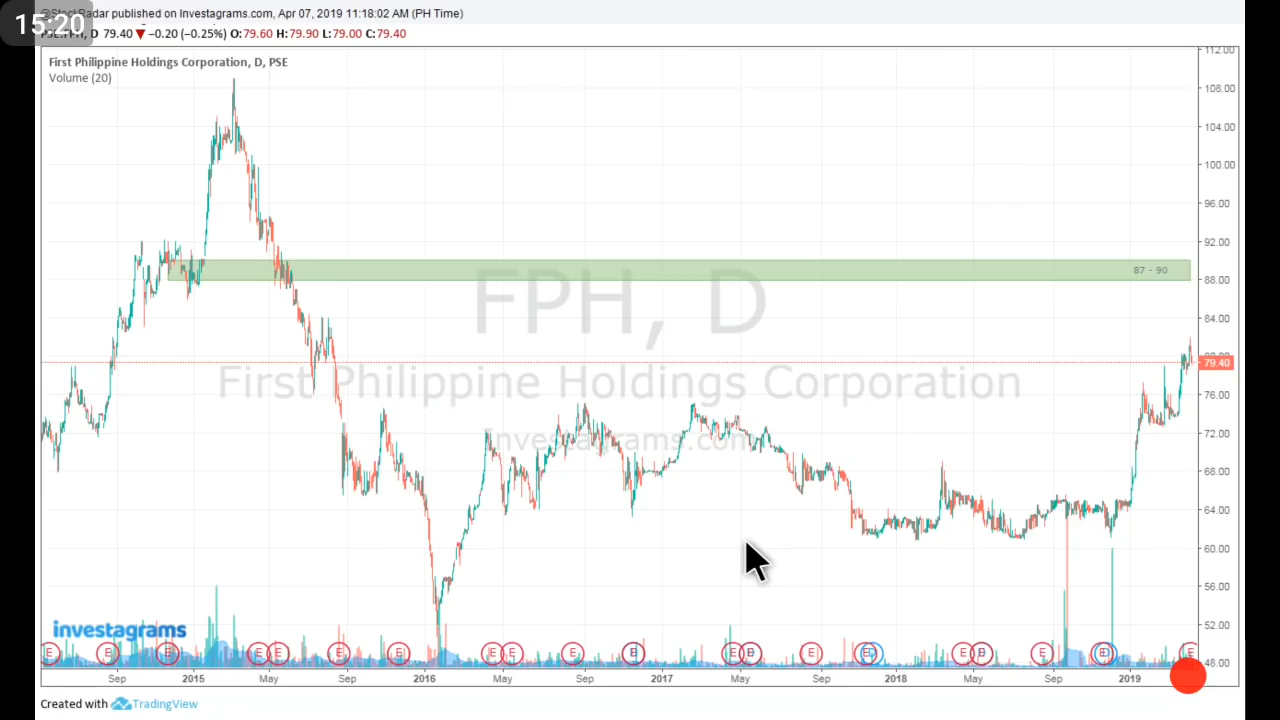 15:20
@StockRadar published on Investagrams.com, Apr 07, 2019 11:18:02 AM (PH Time)
PSE:FPH, D 79.40 ▼ −0.20 (−0.25%) O:79.60 H:79.90 L:79.00 C:79.40
First Philippine Holdings Corporation, D, PSE
Volume (20)
112.00
108.00
104.00
100.00
96.00
92.00
87 - 90
88.00
FPH, D
84.00
80.00
79.40
First Philippine Holdings Corporation
76.00
Investagrams.com
72.00
68.00
64.00
60.00
56.00
investagrams
52.00
E E E E E E E E E E D E D E E D E D E E D E
48.00
Sep 2015 May Sep 2016 May Sep 2017 May Sep 2018 May Sep 2019
Created with TradingView